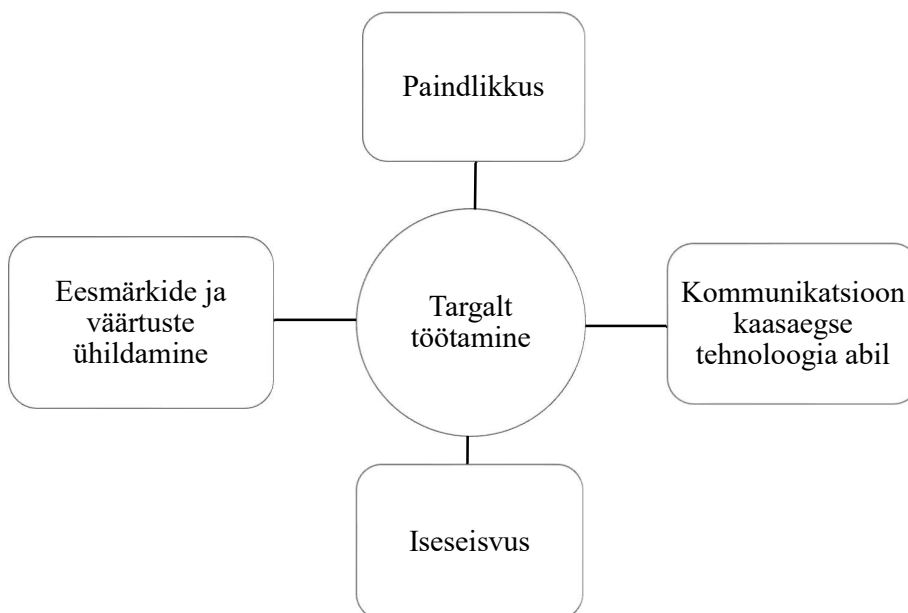 Paindlikkus
Eesmärkide ja
väärtuste
ühildamine
Targalt
töötamine
Kommunikatsioon
kaasaegse
tehnoloogia abil
Iseseisvus